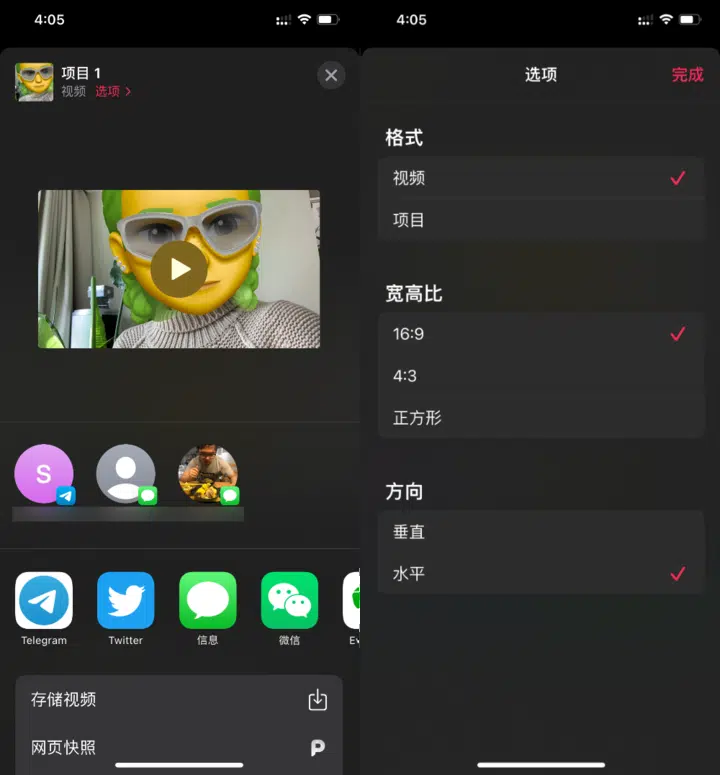 4:05
项目 1
视频 选项 >
S
Telegram
Twitter
信息
微信
Ev
存储视频
网页快照
4:05
选项
完成
格式
视频
项目
宽高比
16:9
4:3
正方形
方向
垂直
水平